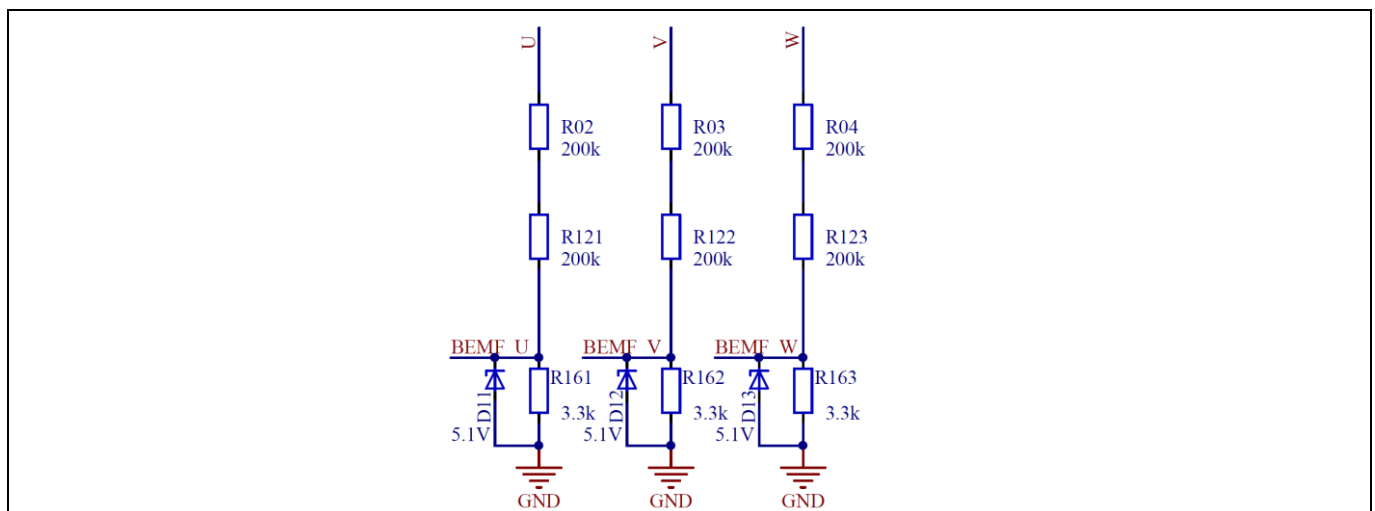 U V W
R02 R03 R04
200k 200k 200k
R121 R122 R123
200k 200k 200k
BEMF_U BEMF_V BEMF_W
R161 R162 R163
D11 D12 D13
3.3k 3.3k 3.3k
5.1V 5.1V 5.1V
GND GND GND